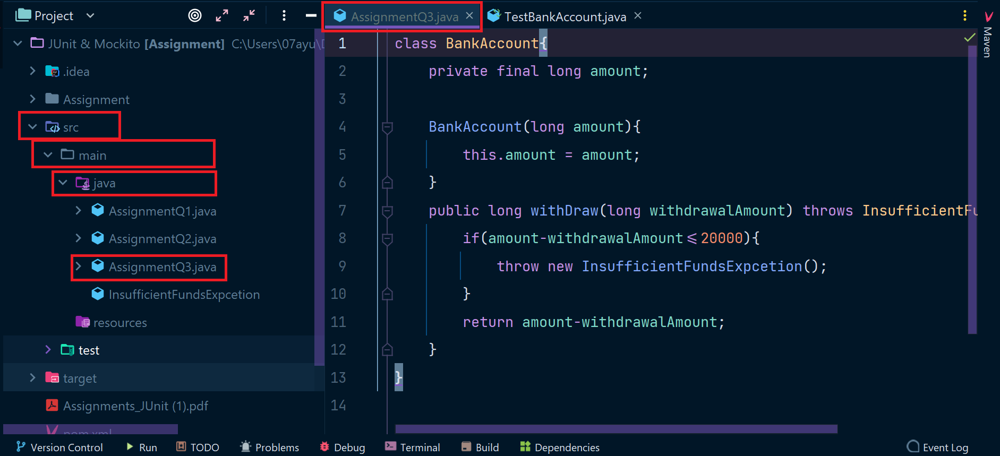 Project
AssignmentQ3.java
TestBankAccount.java
JUnit & Mockito [Assignment] C:\Users\07ayu\
.idea
Assignment
src
main
java
AssignmentQ1.java
AssignmentQ2.java
AssignmentQ3.java
InsufficientFundsExpcetion
resources
test
target
Assignments_JUnit (1).pdf
pom.xml
1 class BankAccount{
2 private final long amount;
3
4 BankAccount(long amount){
5 this.amount = amount;
6 }
7 public long withDraw(long withdrawalAmount) throws InsufficientFu
8 if(amount-withdrawalAmount<=20000){
9 throw new InsufficientFundsExpcetion();
10 }
11 return amount-withdrawalAmount;
12 }
13 }
14
Maven
Version Control
Run
TODO
Problems
Debug
Terminal
Build
Dependencies
Event Log